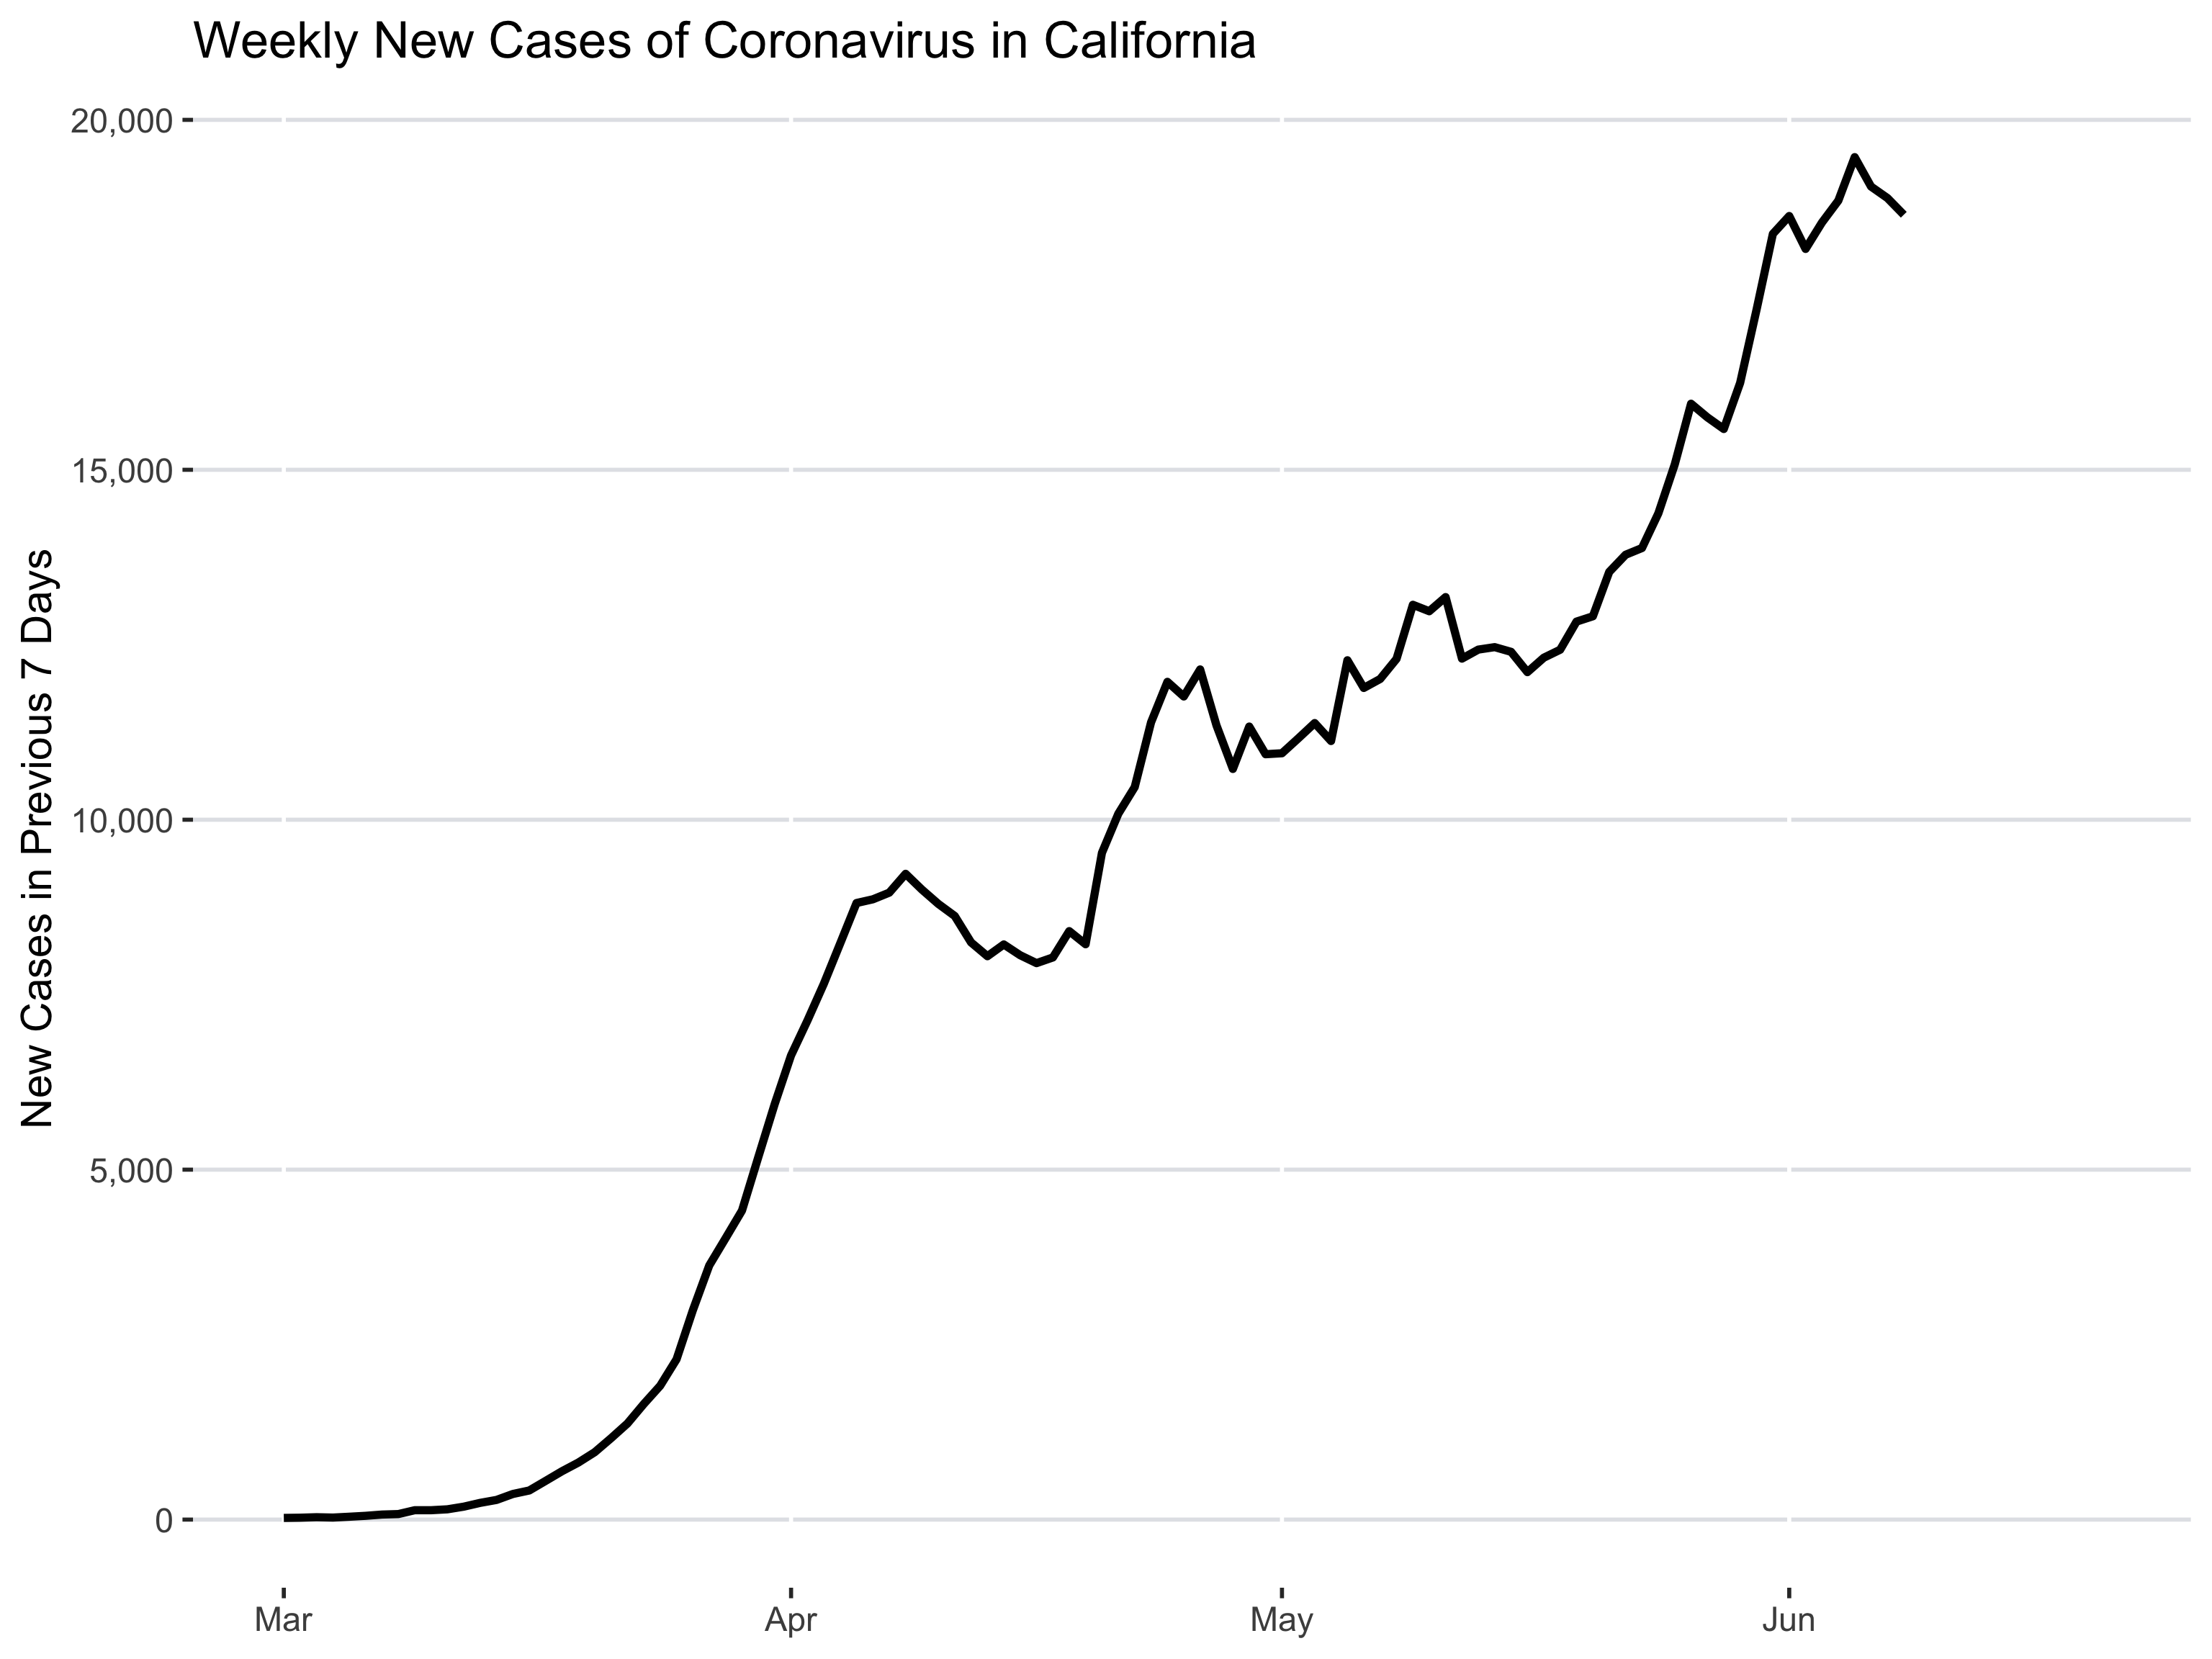 Weekly New Cases of Coronavirus in California
20,000
15,000
10,000
5,000
0
New Cases in Previous 7 Days
Mar Apr May Jun